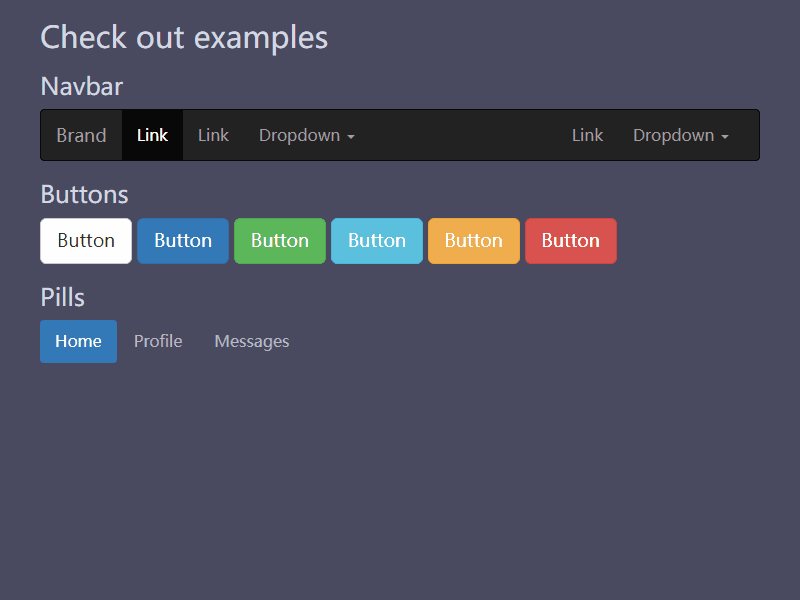 Check out examples
Navbar
Brand Link Link Dropdown Link Dropdown
Buttons
Button Button Button Button Button Button
Pills
Home Profile Messages